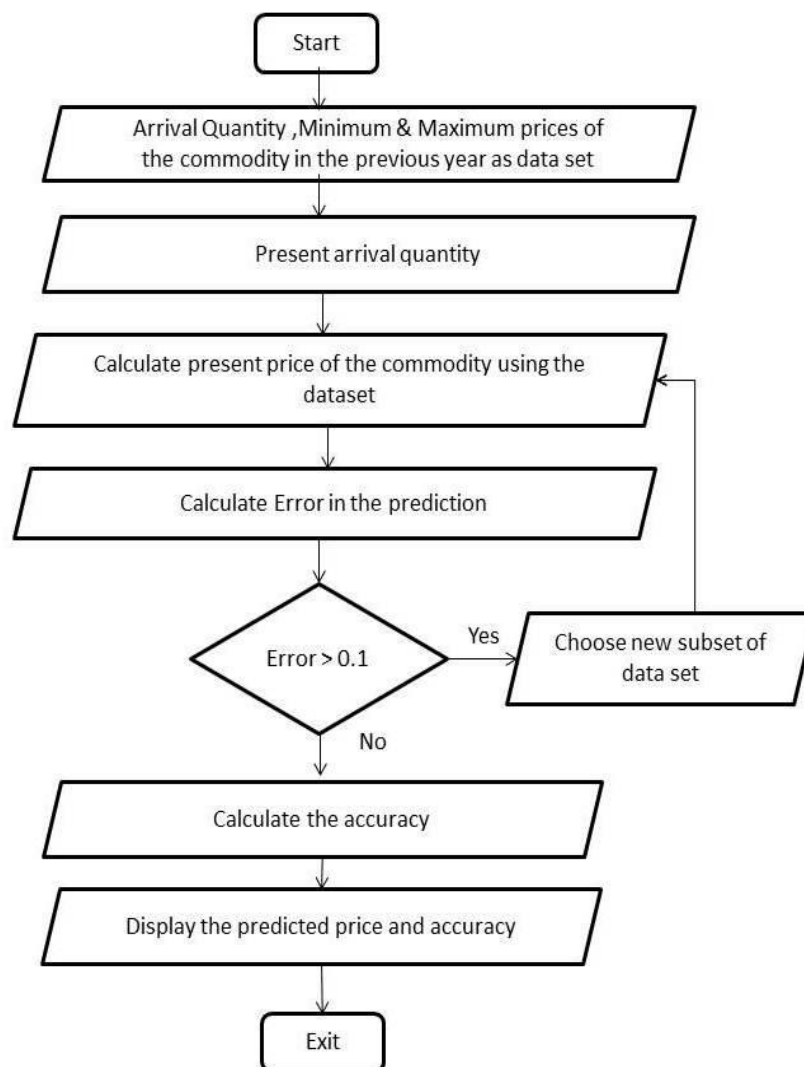 Start
Arrival Quantity ,Minimum & Maximum prices of
the commodity in the previous year as data set
Present arrival quantity
Calculate present price of the commodity using the
dataset
Calculate Error in the prediction
Error > 0.1
Yes
Choose new subset of
data set
No
Calculate the accuracy
Display the predicted price and accuracy
Exit